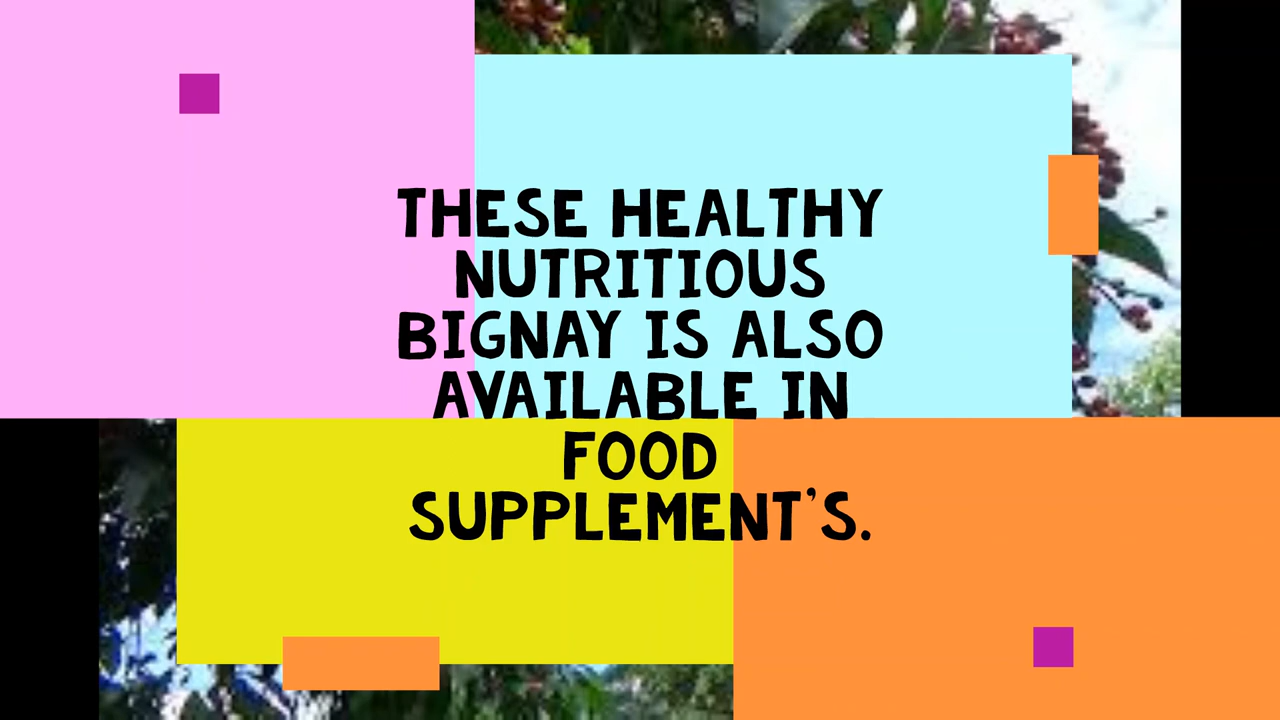 THESE HEALTHY
NUTRITIOUS
BIGNAY IS ALSO
AVAILABLE IN
FOOD
SUPPLEMENT'S.